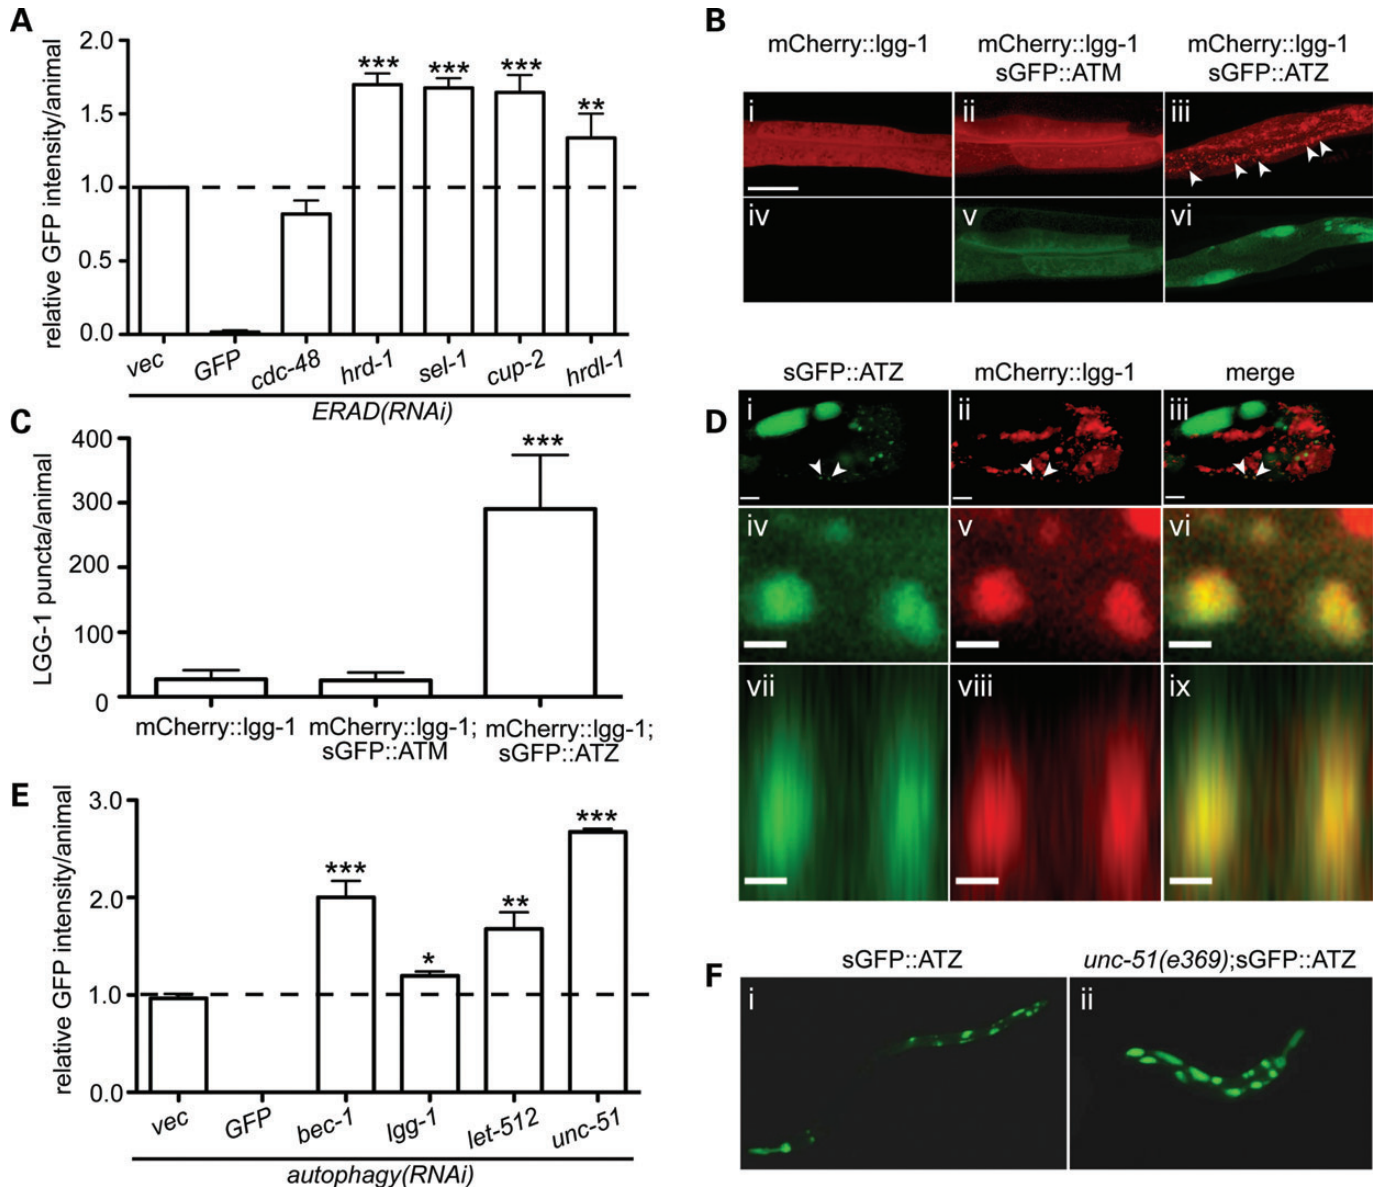 A
relative GFP intensity/animal
2.0
1.5
1.0
0.5
0.0
***
***
***
**
vec
GFP
cdc-48
hrd-1
sel-1
cup-2
hrdl-1
ERAD(RNAi)
B
mCherry::lgg-1
mCherry::lgg-1
sGFP::ATM
mCherry::lgg-1
sGFP::ATZ
i
ii
iii
iv
v
vi
C
LGG-1 puncta/animal
400
300
200
100
0
***
mCherry::lgg-1
mCherry::lgg-1;
sGFP::ATM
mCherry::lgg-1;
sGFP::ATZ
D
sGFP::ATZ
mCherry::lgg-1
merge
i
ii
iii
iv
v
vi
vii
viii
ix
E
relative GFP intensity/animal
3.0
2.0
1.0
0.0
***
*
**
***
vec
GFP
bec-1
lgg-1
let-512
unc-51
autophagy(RNAi)
F
sGFP::ATZ
unc-51(e369);sGFP::ATZ
i
ii